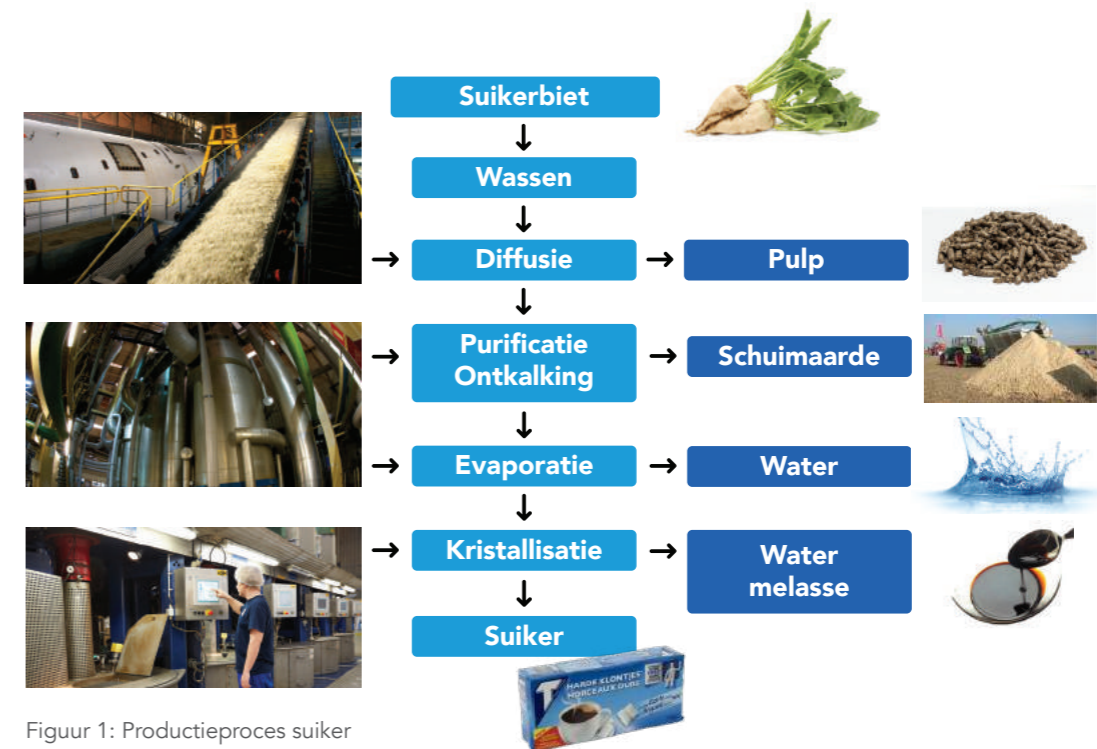 Suikerbiet
Wassen
Diffusie
Pulp
Purificatie
Ontkalking
Schuimaarde
Evaporatie
Water
Kristallisatie
Water
melasse
Suiker
T
HARDE KLONTJES
MORCEAUX DURS
Figuur 1: Productieproces suiker